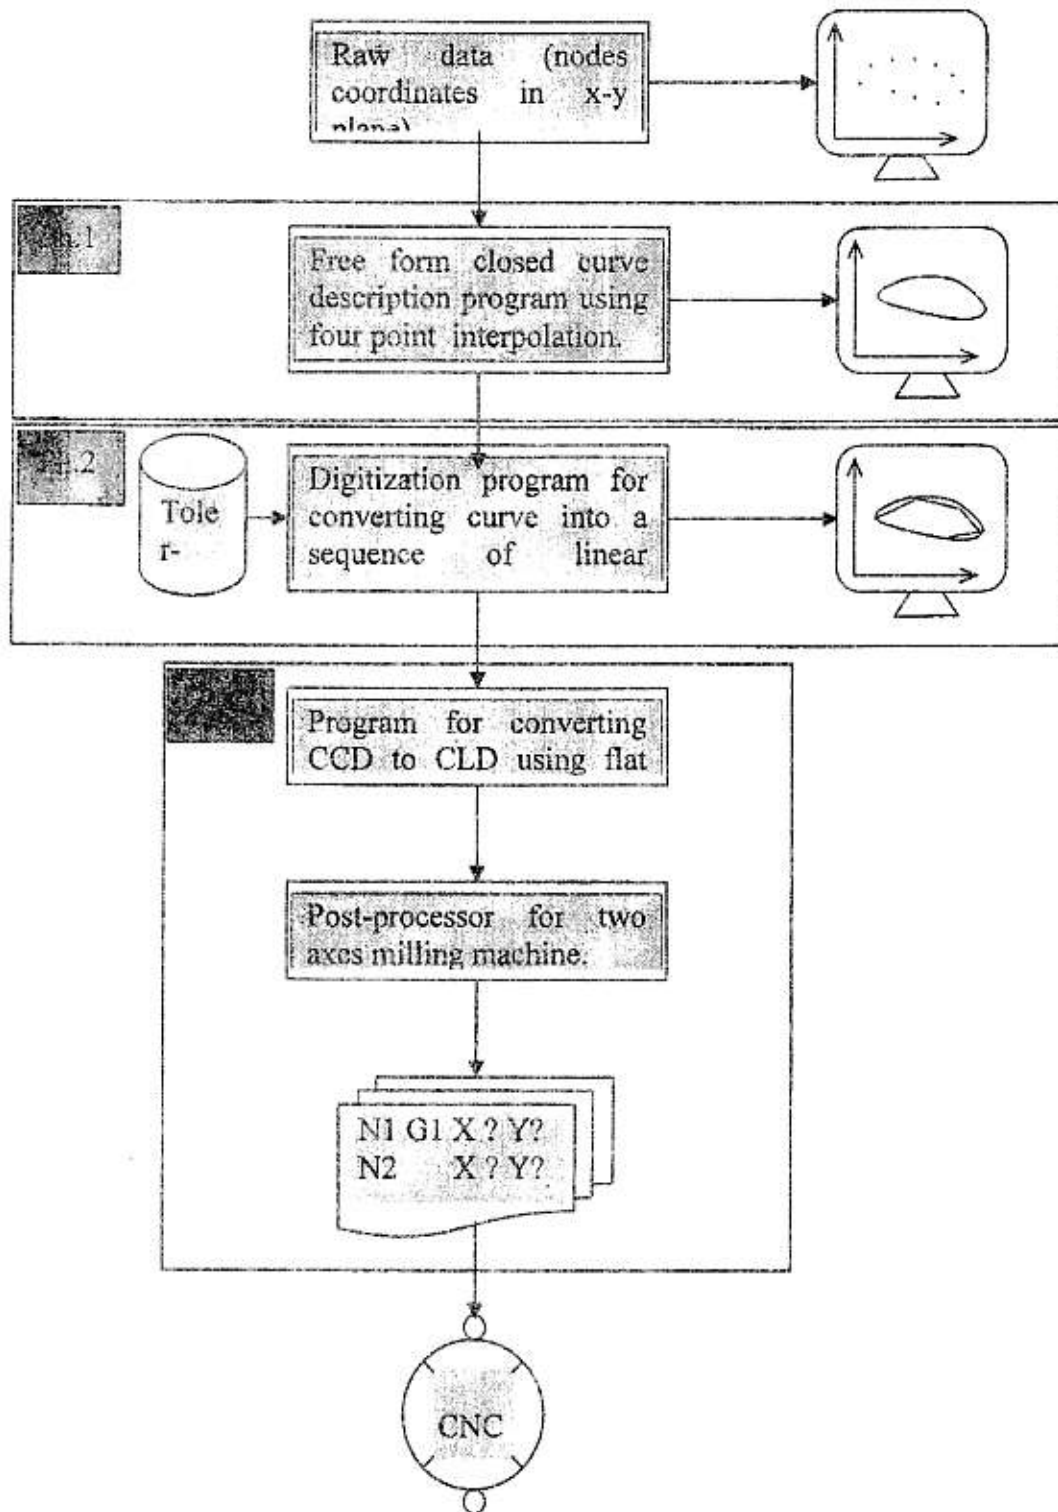 Raw data (nodes
coordinates in x-y
plane)
Free form closed curve
description program using
four point interpolation.
Tole
r-
Digitization program for
converting curve into a
sequence of linear
Program for converting
CCD to CLD using flat
Post-processor for two
axes milling machine.
N1 G1 X ? Y?
N2 X ? Y?
CNC